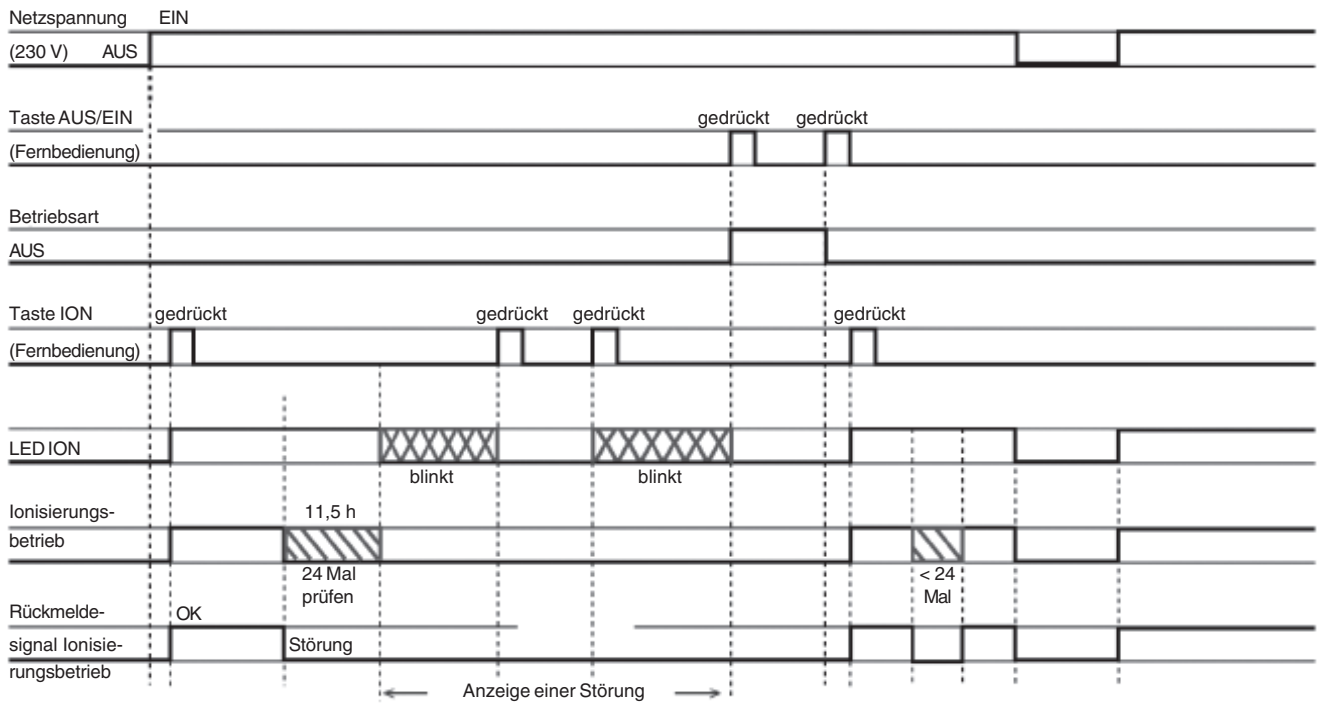 Netzspannung EIN
(230 V) AUS
Taste AUS/EIN gedrückt gedrückt
(Fernbedienung)
Betriebsart
AUS
Taste ION gedrückt gedrückt gedrückt gedrückt
(Fernbedienung)
LED ION
blinkt blinkt
Ionisierungs- 11,5 h
betrieb
24 Mal < 24
prüfen Mal
Rückmelde- OK
signal Ionisie- Störung
rungsbetrieb
Anzeige einer Störung